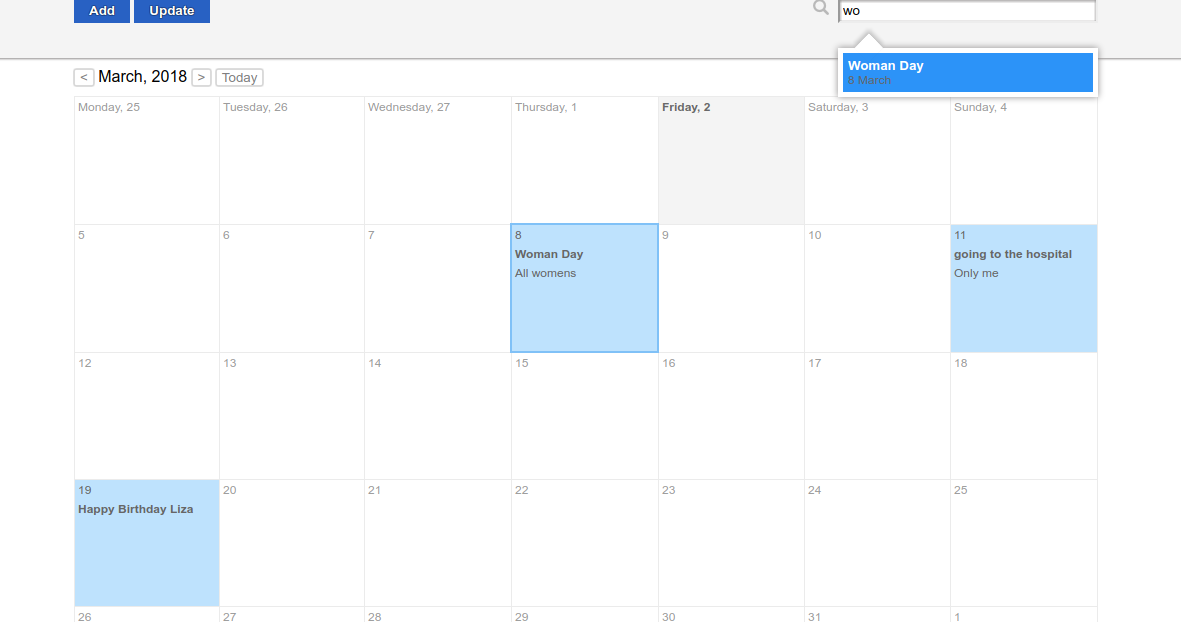 Add Update wo
Woman Day
8 March
< March, 2018 > Today
Monday, 25 Tuesday, 26 Wednesday, 27 Thursday, 1 Friday, 2 Saturday, 3 Sunday, 4
5 6 7 8 9 10 11
Woman Day going to the hospital
All womens Only me
12 13 14 15 16 17 18
19 20 21 22 23 24 25
Happy Birthday Liza
26 27 28 29 30 31 1